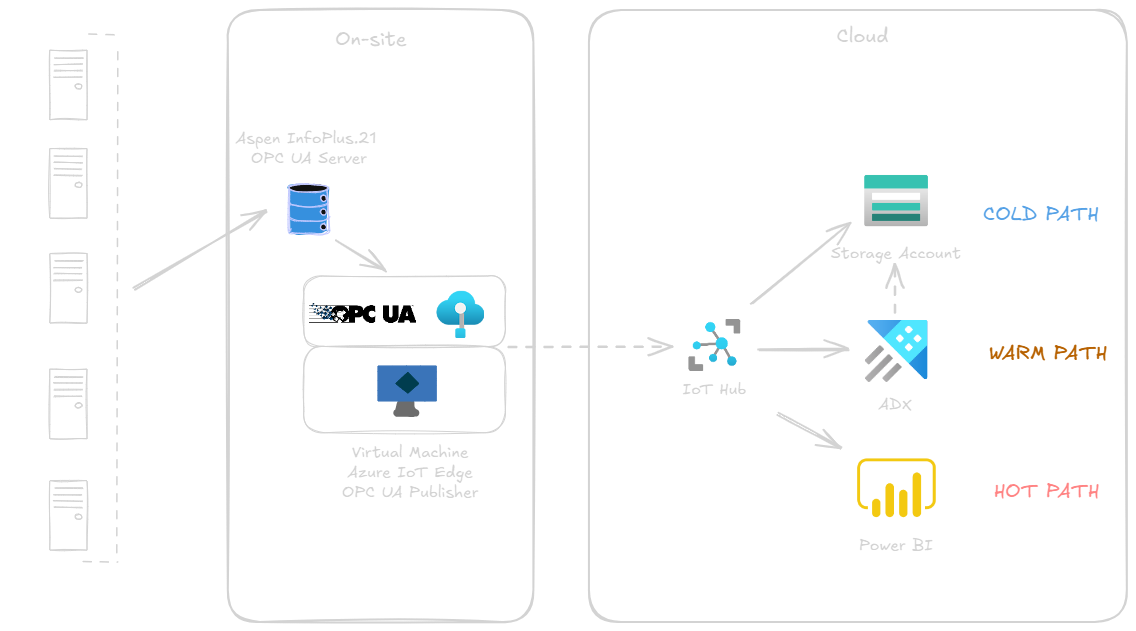 On-site
Cloud
Aspen InfoPlus.21
OPC UA Server
OPC UA
Virtual Machine
Azure IoT Edge
OPC UA Publisher
IoT Hub
Storage Account
COLD PATH
ADX
WARM PATH
Power BI
HOT PATH